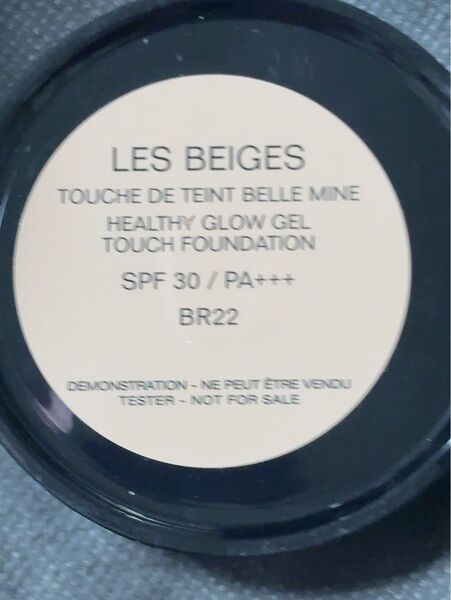 LES BEIGES
TOUCHE DE TEINT BELLE MINE
HEALTHY GLOW GEL
TOUCH FOUNDATION
SPF 30 / PA+++
BR22
DEMONSTRATION - NE PEUT ÊTRE VENDU
TESTER - NOT FOR SALE